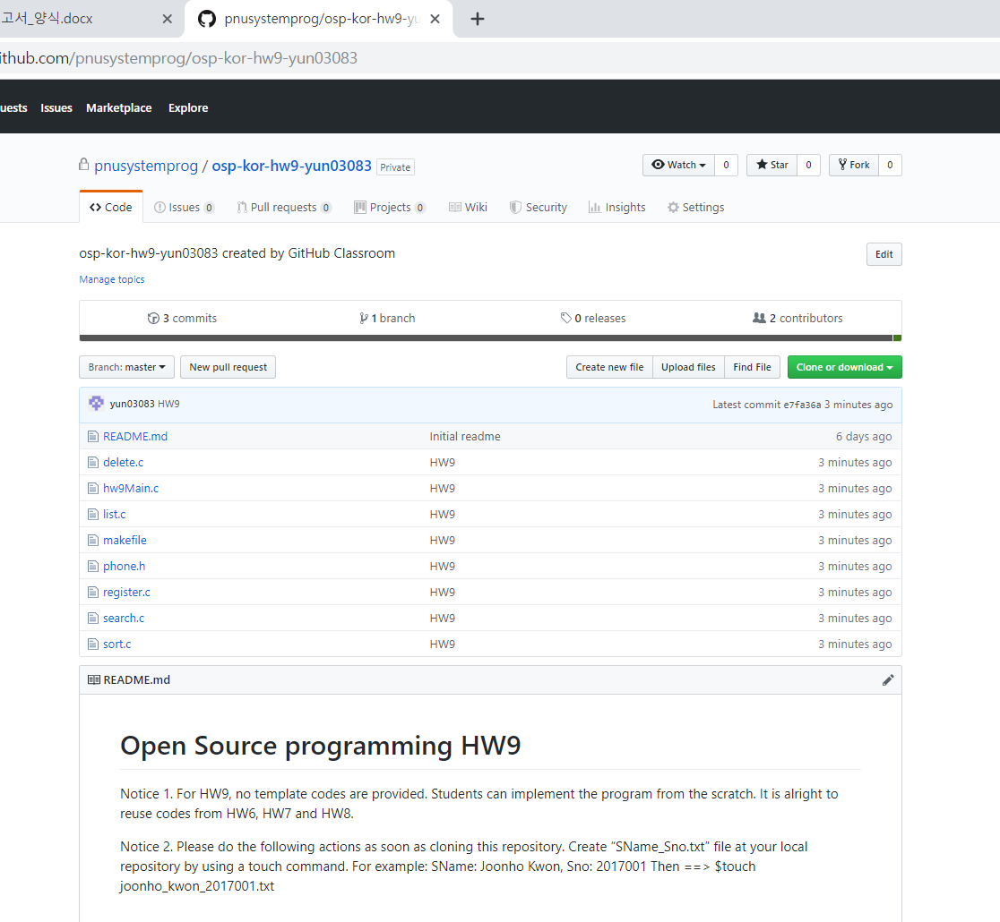 고서_양식.docx
pnusystemprog/osp-kor-hw9-yu
ithub.com/pnusystemprog/osp-kor-hw9-yun03083
uests Issues Marketplace Explore
pnusystemprog / osp-kor-hw9-yun03083 Private
Watch 0 Star 0 Fork 0
Code Issues 0 Pull requests 0 Projects 0 Wiki Security Insights Settings
osp-kor-hw9-yun03083 created by GitHub Classroom
Edit
Manage topics
3 commits 1 branch 0 releases 2 contributors
Branch: master New pull request Create new file Upload files Find File Clone or download
yun03083 HW9 Latest commit e7fa36a 3 minutes ago
README.md Initial readme 6 days ago
delete.c HW9 3 minutes ago
hw9Main.c HW9 3 minutes ago
list.c HW9 3 minutes ago
makefile HW9 3 minutes ago
phone.h HW9 3 minutes ago
register.c HW9 3 minutes ago
search.c HW9 3 minutes ago
sort.c HW9 3 minutes ago
README.md
Open Source programming HW9
Notice 1. For HW9, no template codes are provided. Students can implement the program from the scratch. It is alright to
reuse codes from HW6, HW7 and HW8.
Notice 2. Please do the following actions as soon as cloning this repository. Create “SName_Sno.txt” file at your local
repository by using a touch command. For example: SName: Joonho Kwon, Sno: 2017001 Then ==> $touch
joonho_kwon_2017001.txt